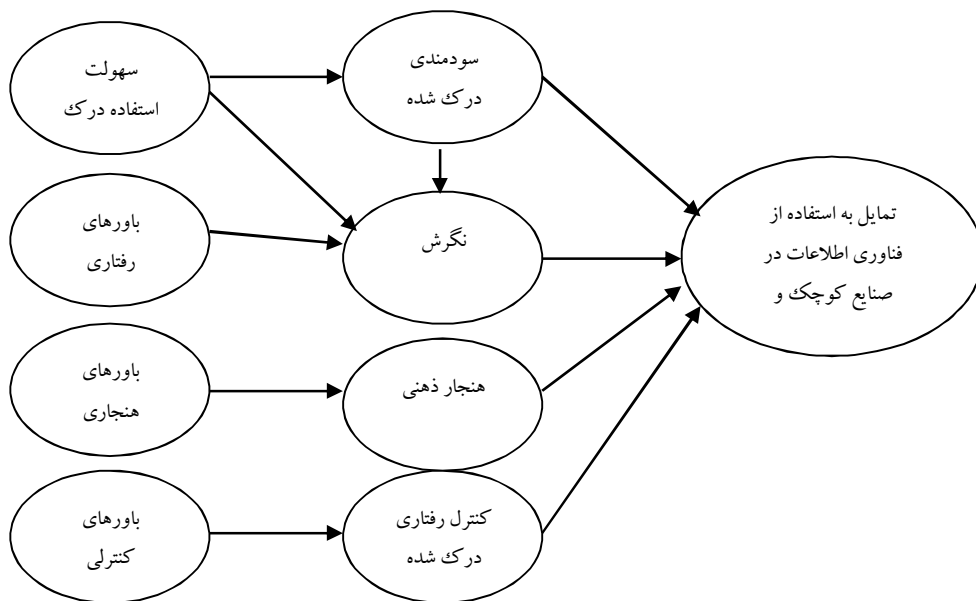 سهولت
استفاده درک
سودمندی
درک شده
باورهای
رفتاری
نگرش
تمایل به استفاده از
فناوری اطلاعات در
صنایع کوچک و
باورهای
هنجاری
هنجار ذهنی
باورهای
کنترلی
کنترل رفتاری
درک شده